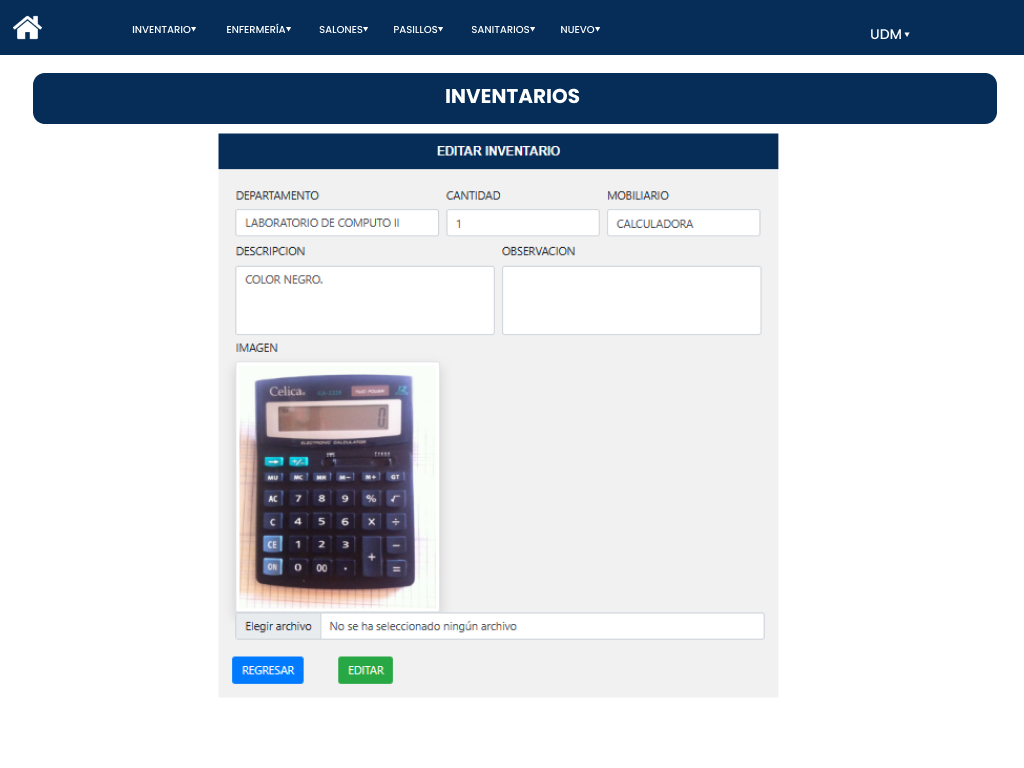 INVENTARIO▾ ENFERMERÍA▾ SALONES▾ PASILLOS▾ SANITARIOS▾ NUEVO▾ UDM ▾
INVENTARIOS
EDITAR INVENTARIO
DEPARTAMENTO CANTIDAD MOBILIARIO
LABORATORIO DE COMPUTO II 1 CALCULADORA
DESCRIPCION OBSERVACION
COLOR NEGRO.
IMAGEN
Celica
0
ELECTRONIC CALCULATOR
→ +/-
MU MC MR M− M+ GT
AC 7 8 9 % √
C 4 5 6 X ÷
CE 1 2 3 −
+
ON 0 00 . =
Elegir archivo No se ha seleccionado ningún archivo
REGRESAR EDITAR